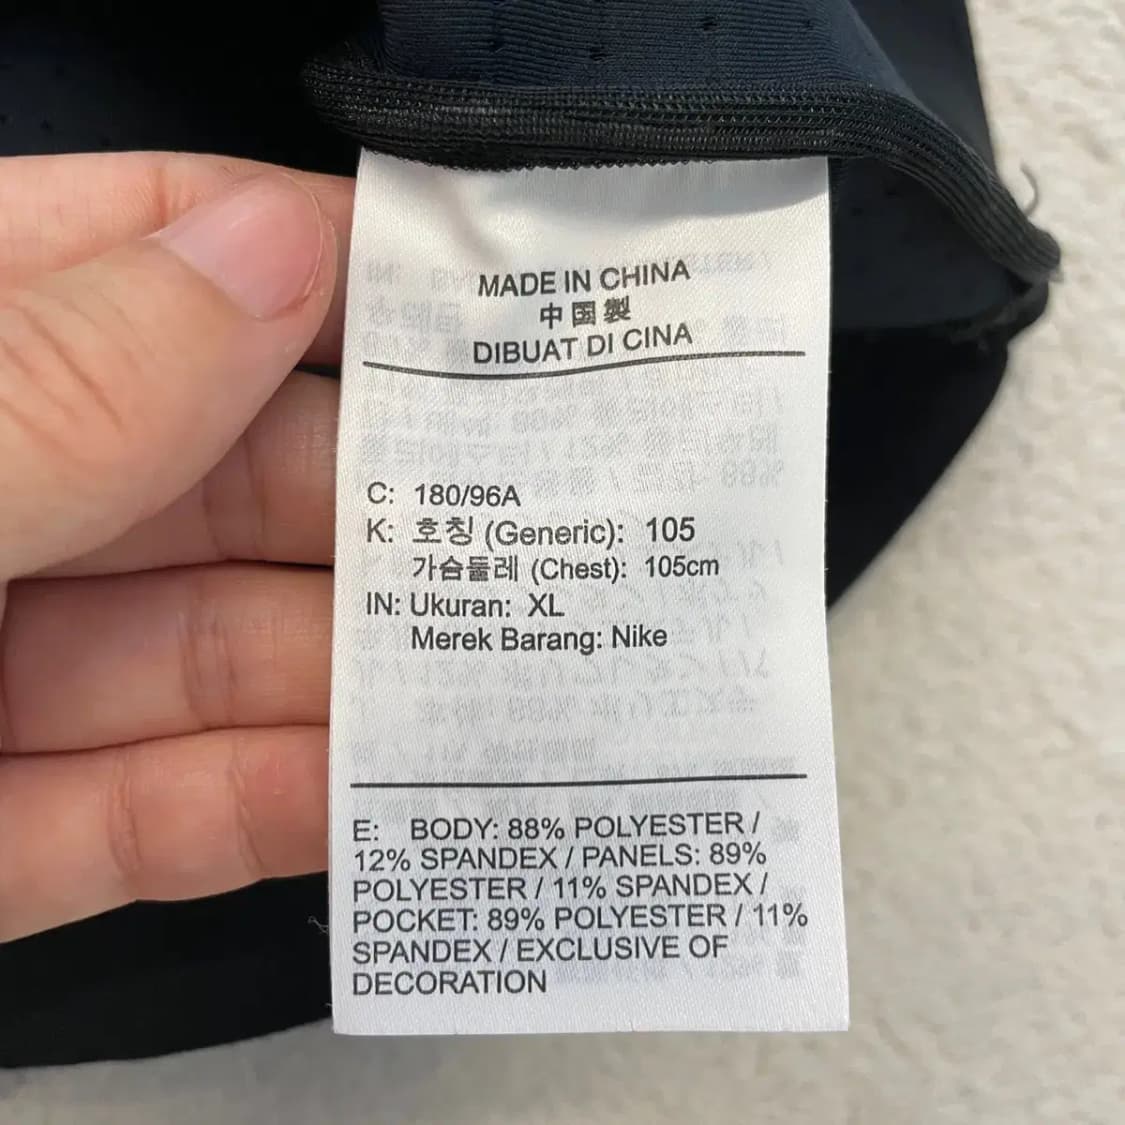 MADE IN CHINA
中国製
DIBUAT DI CINA
C: 180/96A
K: 호칭 (Generic): 105
가슴둘레 (Chest): 105cm
IN: Ukuran: XL
Merek Barang: Nike
E: BODY: 88% POLYESTER /
12% SPANDEX / PANELS: 89%
POLYESTER / 11% SPANDEX /
POCKET: 89% POLYESTER / 11%
SPANDEX / EXCLUSIVE OF
DECORATION